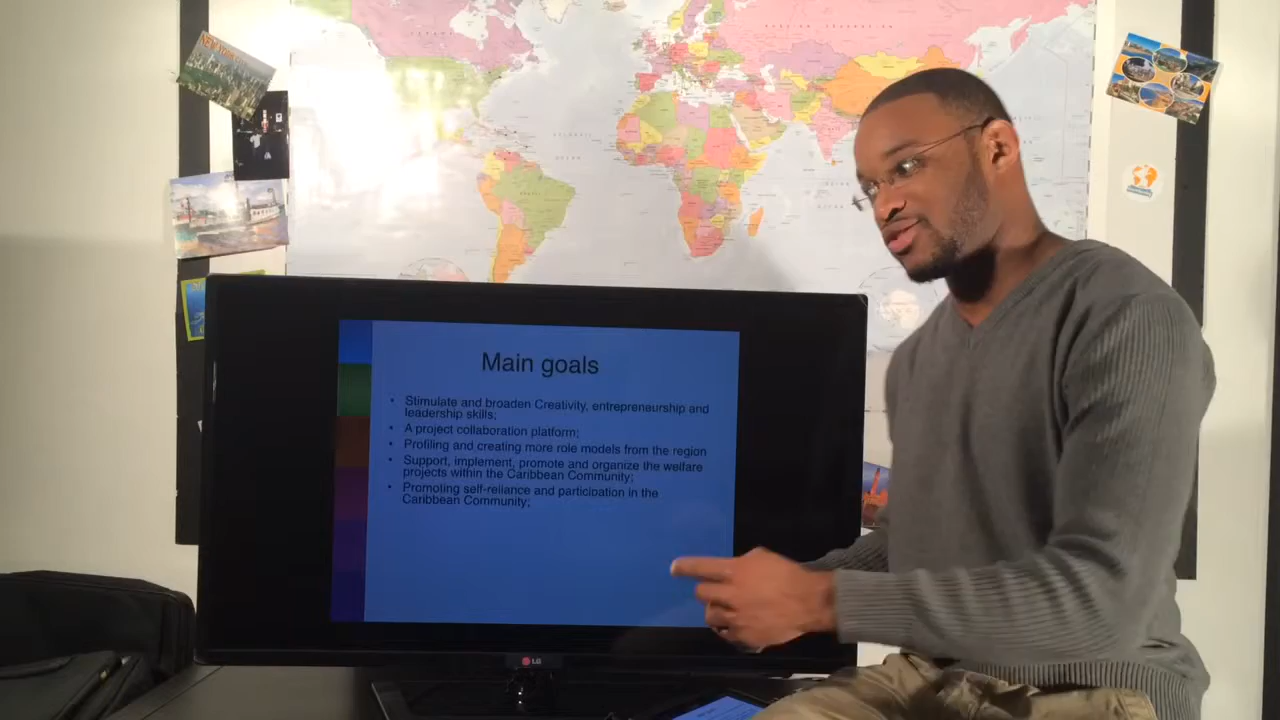 NEW YORK
Main goals
• Stimulate and broaden Creativity, entrepreneurship and
leadership skills;
• A project collaboration platform;
• Profiling and creating more role models from the region
• Support, implement, promote and organize the welfare
projects within the Caribbean Community;
• Promoting self-reliance and participation in the
Caribbean Community;
LG